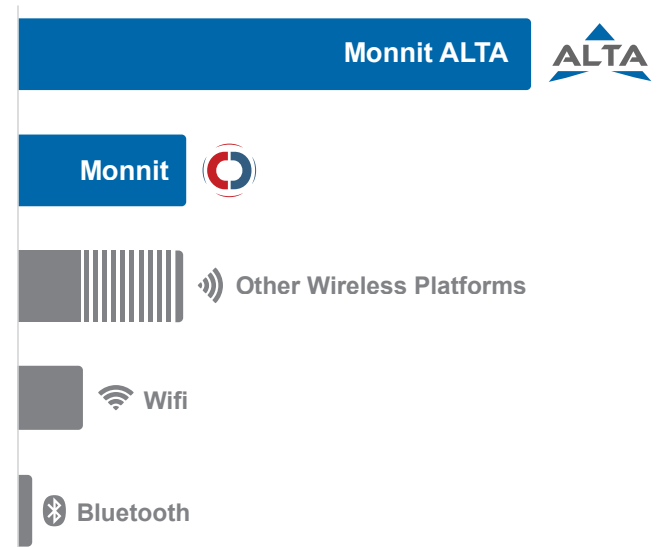 Monnit ALTA
ALTA
Monnit
Other Wireless Platforms
Wifi
Bluetooth